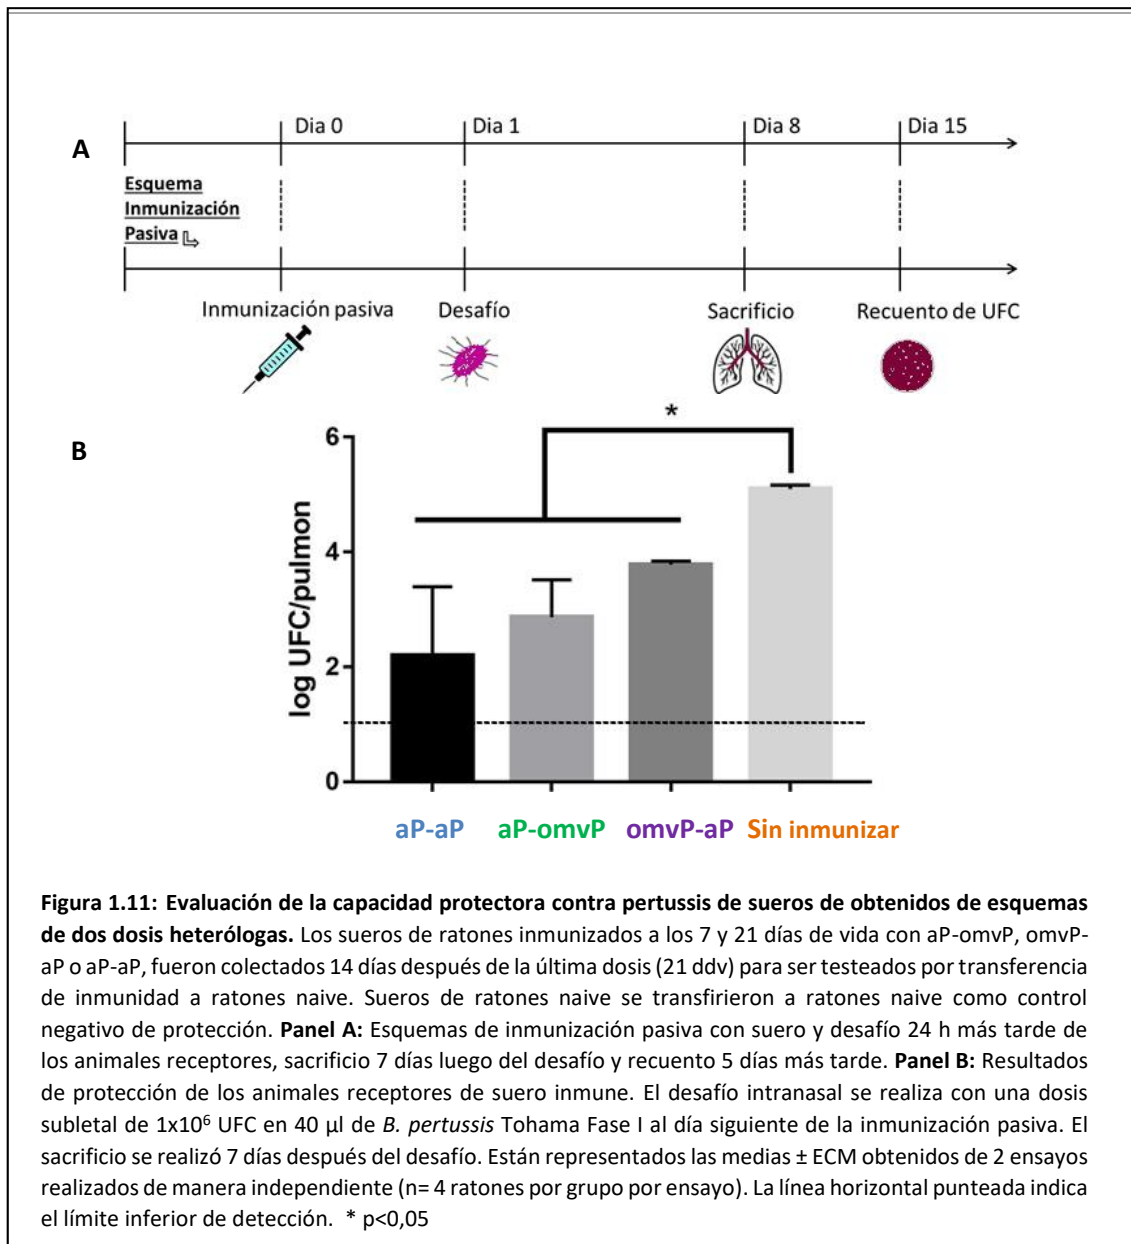 Dia 0
Dia 1
Dia 8
Dia 15
A
Esquema
Inmunización
Pasiva
Inmunización pasiva
Desafío
Sacrificio
Recuento de UFC
B
*
6
4
2
0
log UFC/pulmon
aP-aP
aP-omvP
omvP-aP
Sin inmunizar
Figura 1.11: Evaluación de la capacidad protectora contra pertussis de sueros de obtenidos de esquemas
de dos dosis heterólogas. Los sueros de ratones inmunizados a los 7 y 21 días de vida con aP-omvP, omvP-
aP o aP-aP, fueron colectados 14 días después de la última dosis (21 ddv) para ser testeados por transferencia
de inmunidad a ratones naive. Sueros de ratones naive se transfirieron a ratones naive como control
negativo de protección. Panel A: Esquemas de inmunización pasiva con suero y desafío 24 h más tarde de
los animales receptores, sacrificio 7 días luego del desafío y recuento 5 días más tarde. Panel B: Resultados
de protección de los animales receptores de suero inmune. El desafío intranasal se realiza con una dosis
subletal de 1x10⁶ UFC en 40 µl de B. pertussis Tohama Fase I al día siguiente de la inmunización pasiva. El
sacrificio se realizó 7 días después del desafío. Están representados las medias ± ECM obtenidos de 2 ensayos
realizados de manera independiente (n= 4 ratones por grupo por ensayo). La línea horizontal punteada indica
el límite inferior de detección. * p<0,05